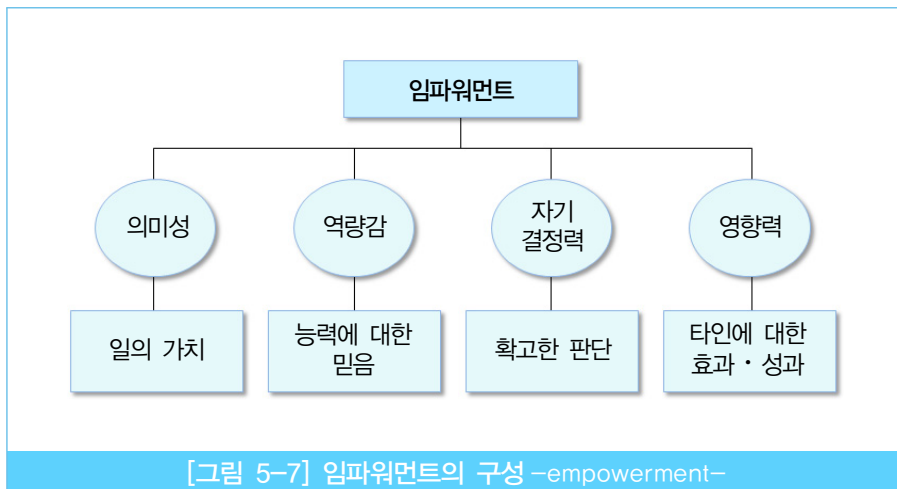 임파워먼트
의미성
역량감
자기
결정력
영향력
일의 가치
능력에 대한
믿음
확고한 판단
타인에 대한
효과・성과
[그림 5-7] 임파워먼트의 구성 -empowerment-